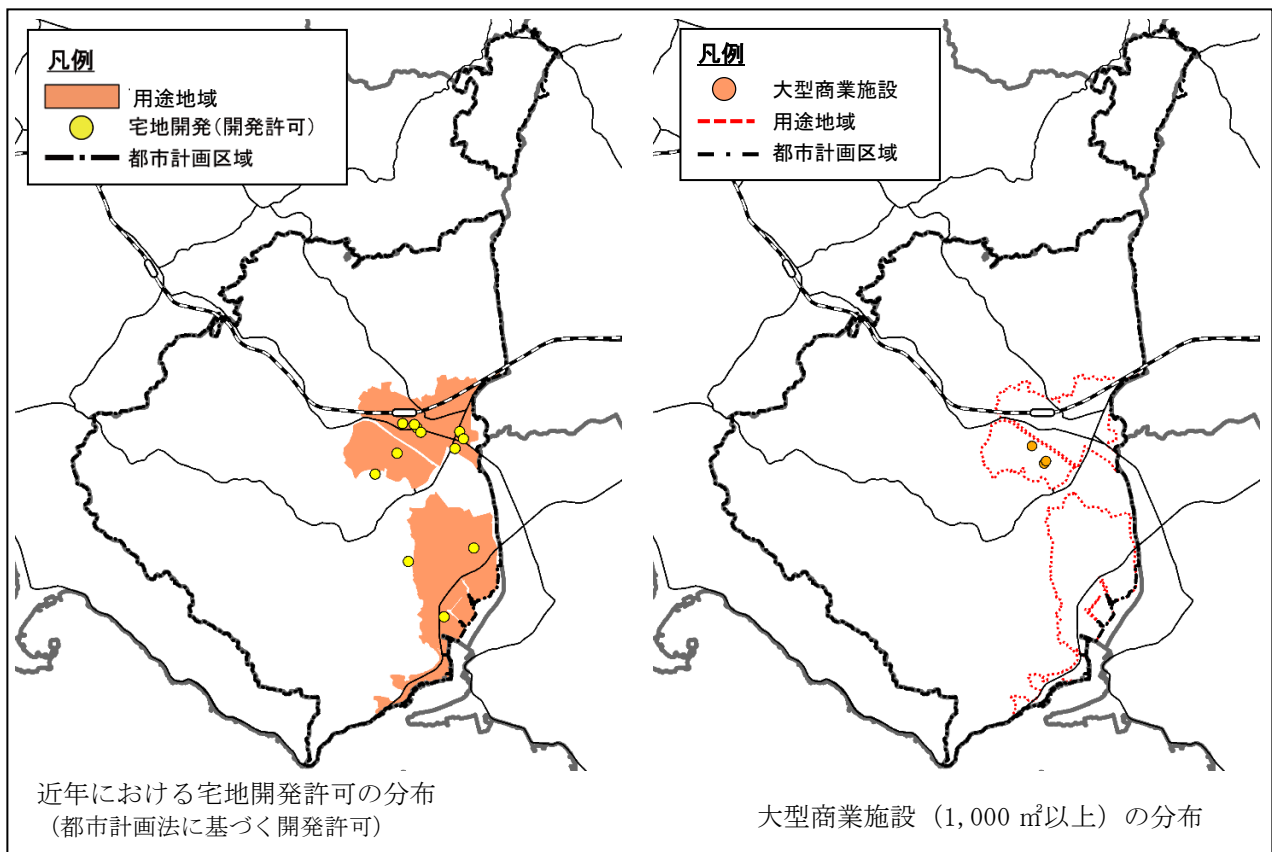 凡例
用途地域
宅地開発(開発許可)
都市計画区域
凡例
大型商業施設
用途地域
都市計画区域
近年における宅地開発許可の分布
(都市計画法に基づく開発許可)
大型商業施設(1,000 ㎡以上)の分布